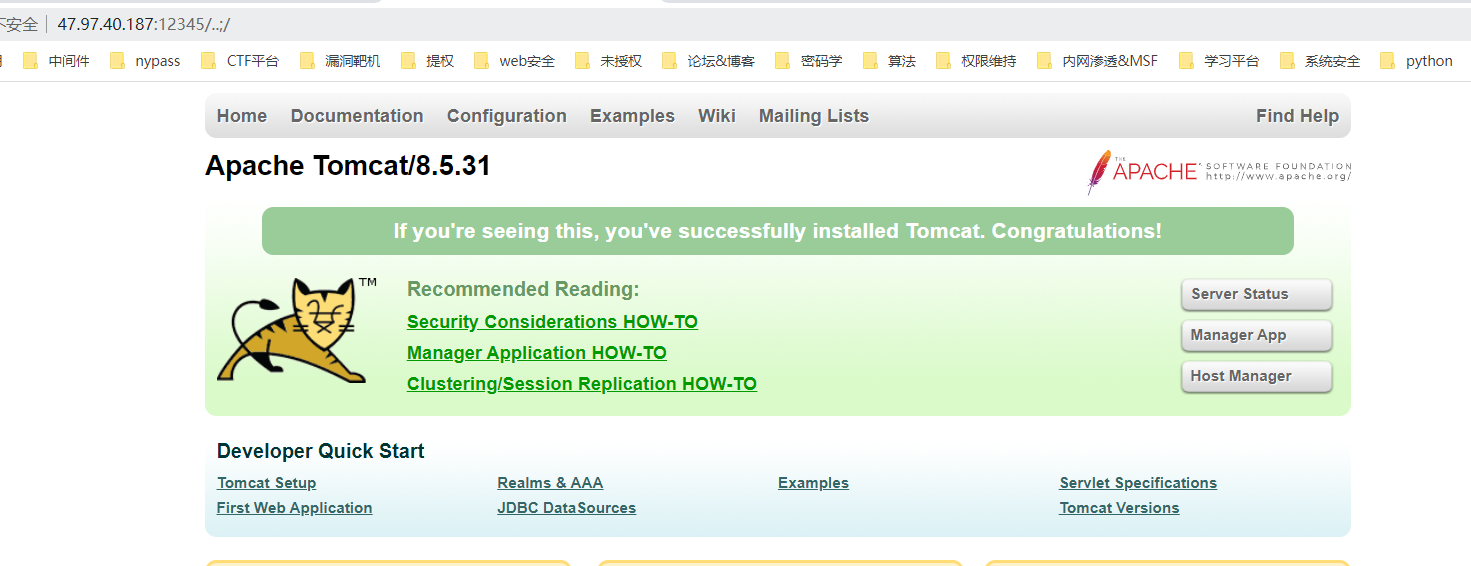 不安全 | 47.97.40.187:12345/..;/
中间件 nypass CTF平台 漏洞靶机 提权 web安全 未授权 论坛&博客 密码学 算法 权限维持 内网渗透&MSF 学习平台 系统安全 python
Home Documentation Configuration Examples Wiki Mailing Lists Find Help
Apache Tomcat/8.5.31
THE APACHE® SOFTWARE FOUNDATION
http://www.apache.org/
If you're seeing this, you've successfully installed Tomcat. Congratulations!
TM
Recommended Reading:
Security Considerations HOW-TO
Manager Application HOW-TO
Clustering/Session Replication HOW-TO
Server Status
Manager App
Host Manager
Developer Quick Start
Tomcat Setup
First Web Application
Realms & AAA
JDBC DataSources
Examples
Servlet Specifications
Tomcat Versions